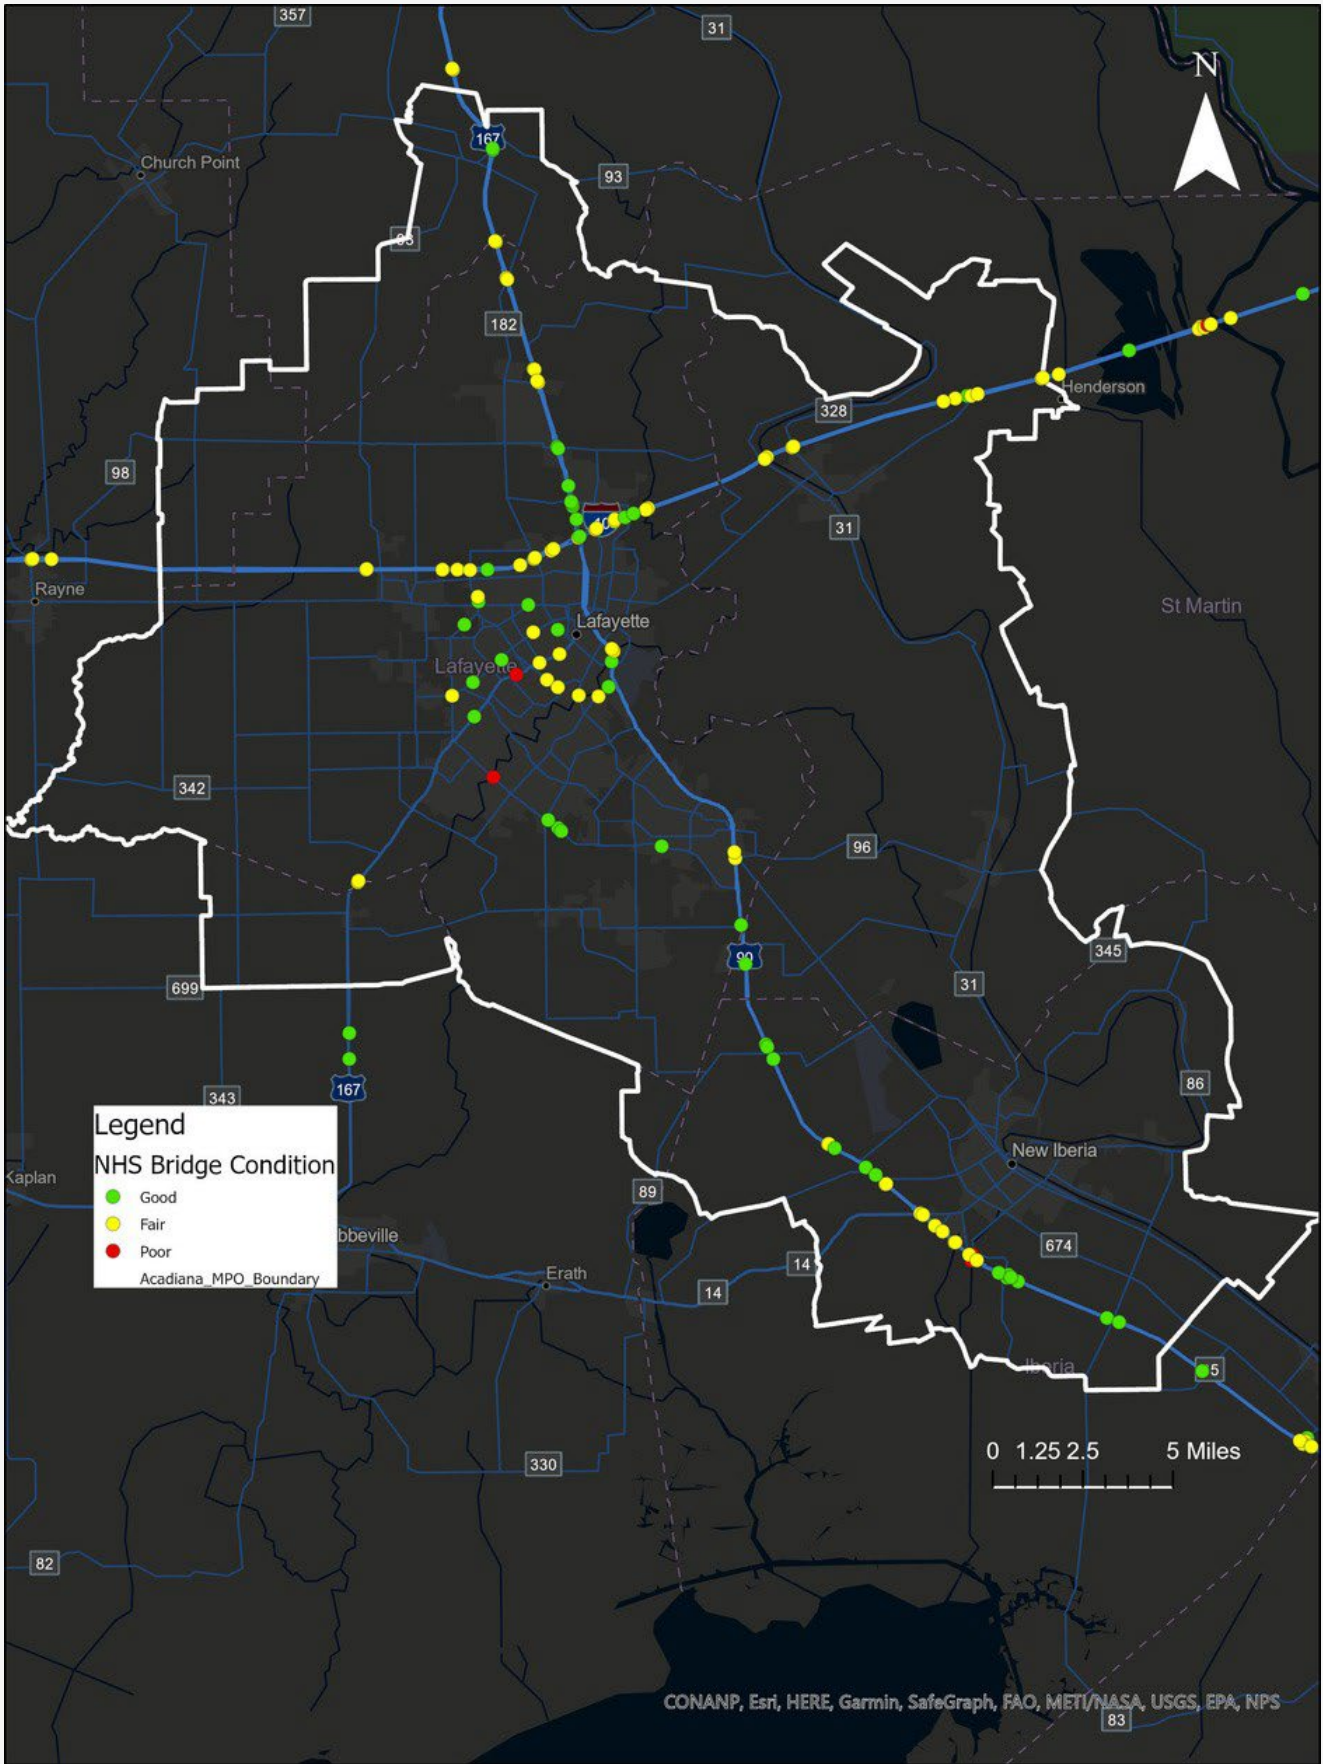 357
31
N
167
Church Point
93
93
182
Henderson
328
98
31
10
Rayne
St Martin
Lafayette
Lafayette
342
96
90
345
699
31
167
86
343
Legend
NHS Bridge Condition
Good
Fair
Poor
Acadiana_MPO_Boundary
New Iberia
Kaplan
89
bbeville
674
14
Erath
14
Iberia
0 1.25 2.5 5 Miles
330
82
CONANP, Esri, HERE, Garmin, SafeGraph, FAO, METI/NASA, USGS, EPA, NPS
83